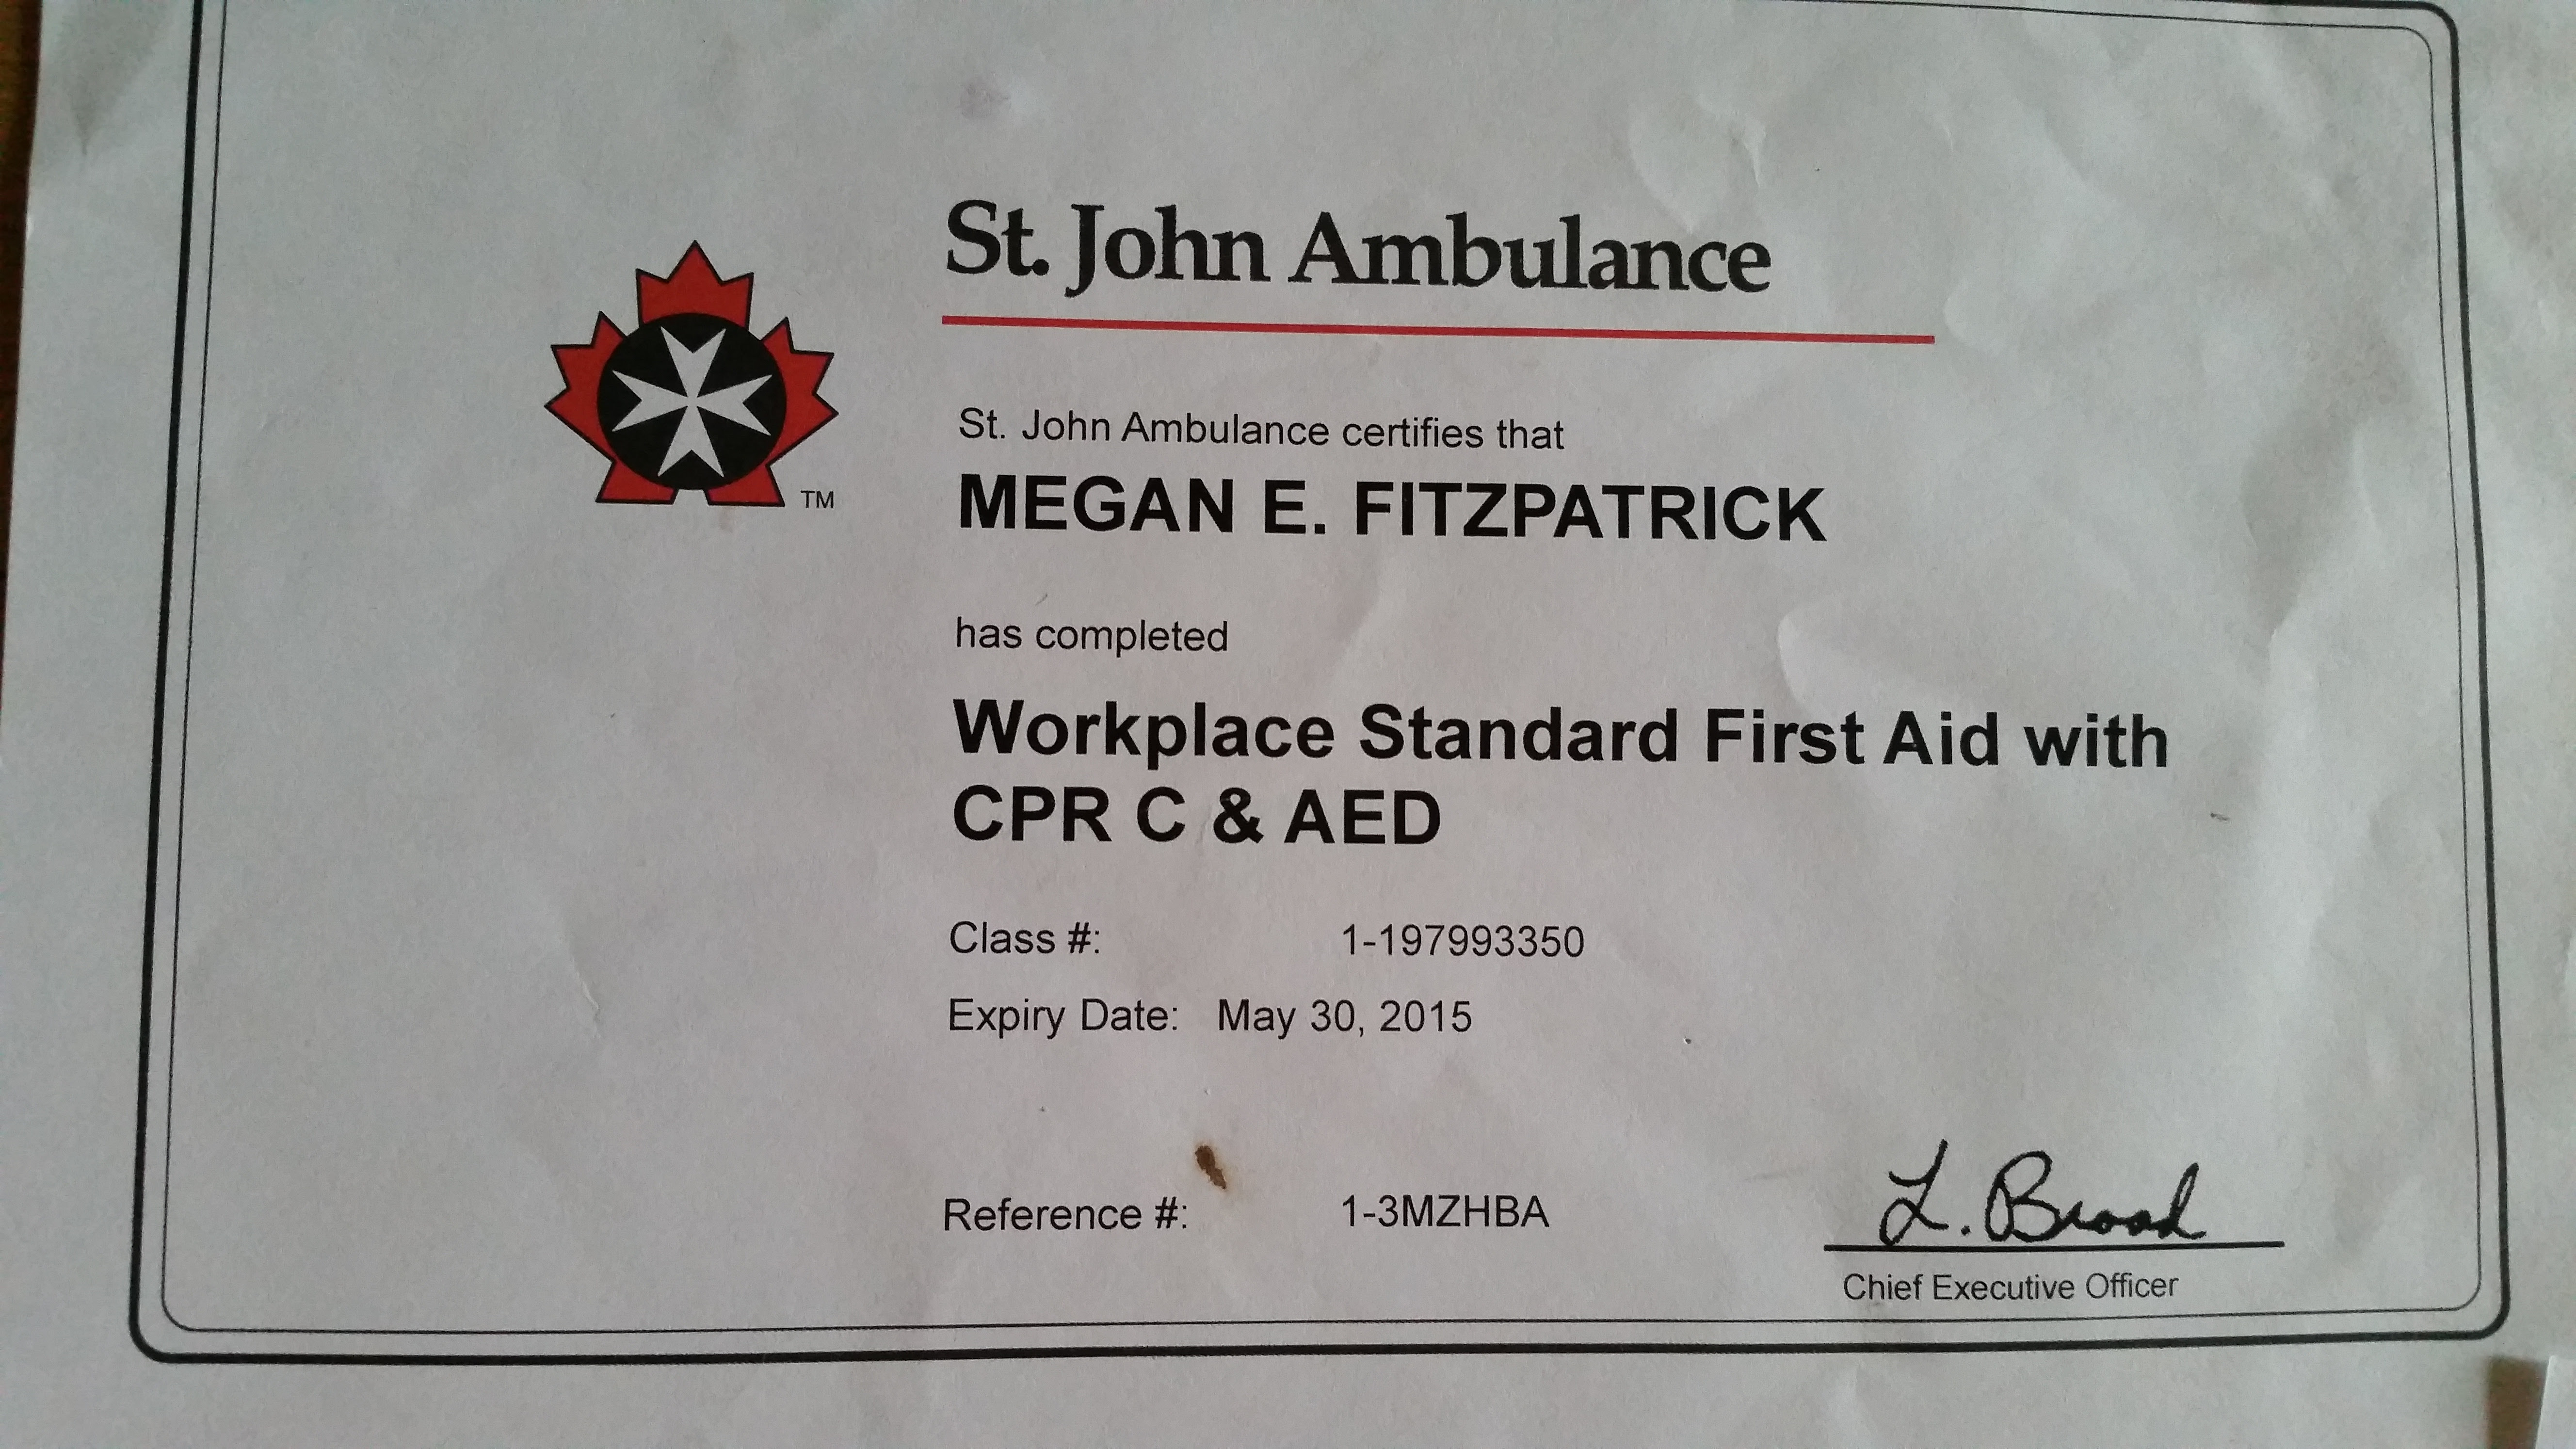 St. John Ambulance
TM
St. John Ambulance certifies that
MEGAN E. FITZPATRICK
has completed
Workplace Standard First Aid with
CPR C & AED
Class #: 1-197993350
Expiry Date: May 30, 2015
Reference #: 1-3MZHBA
L. Broad
Chief Executive Officer